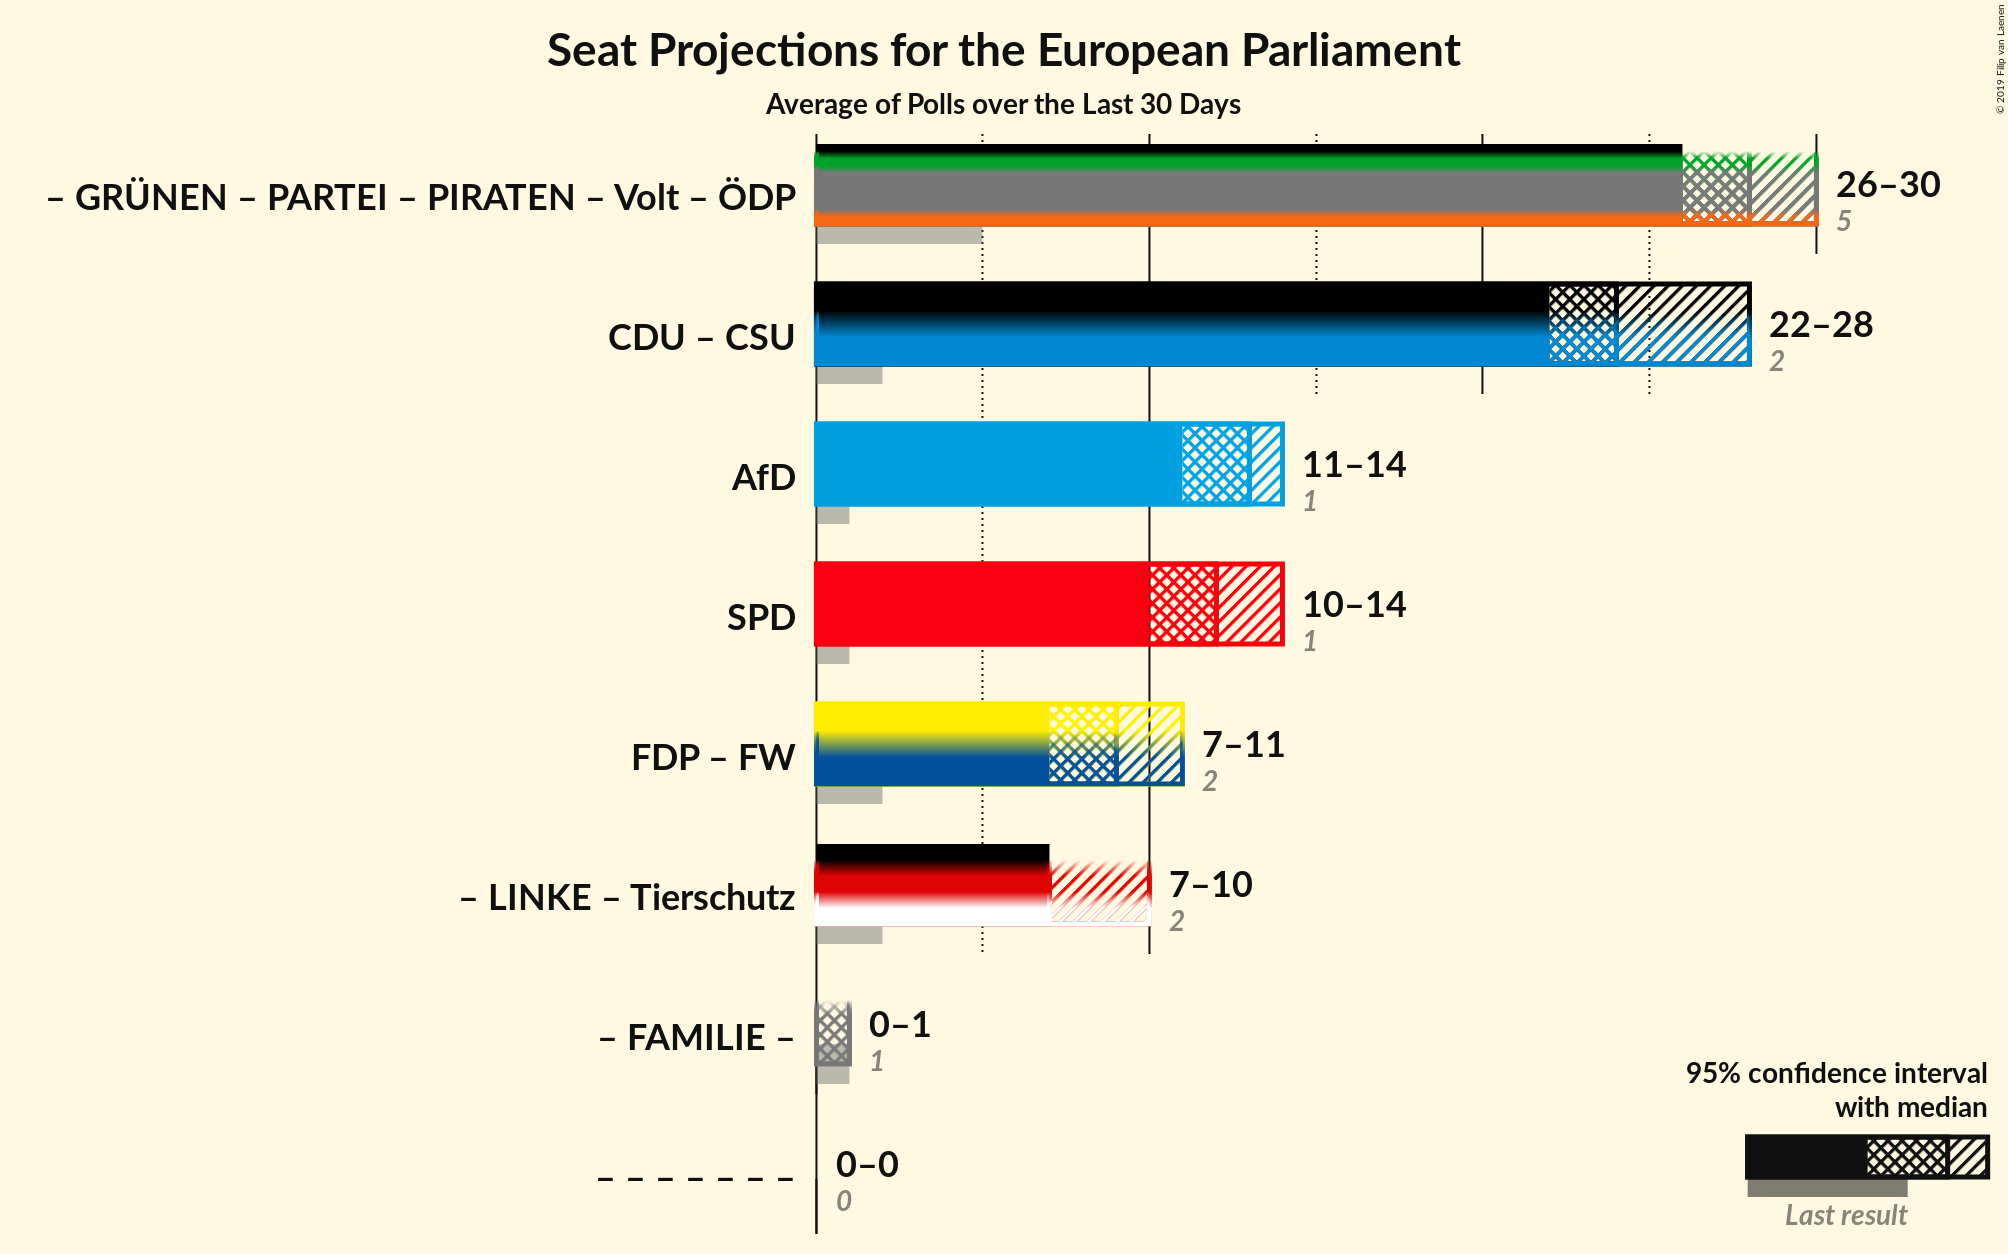 Seat Projections for the European Parliament
Average of Polls over the Last 30 Days
© 2019 Filip van Laenen
– GRÜNEN – PARTEI – PIRATEN – Volt – ÖDP
26–30
5
CDU – CSU
22–28
2
AfD
11–14
1
SPD
10–14
1
FDP – FW
7–11
2
– LINKE – Tierschutz
7–10
2
– FAMILIE –
0–1
1
– – – – – – –
0–0
0
95% confidence interval
with median
Last result